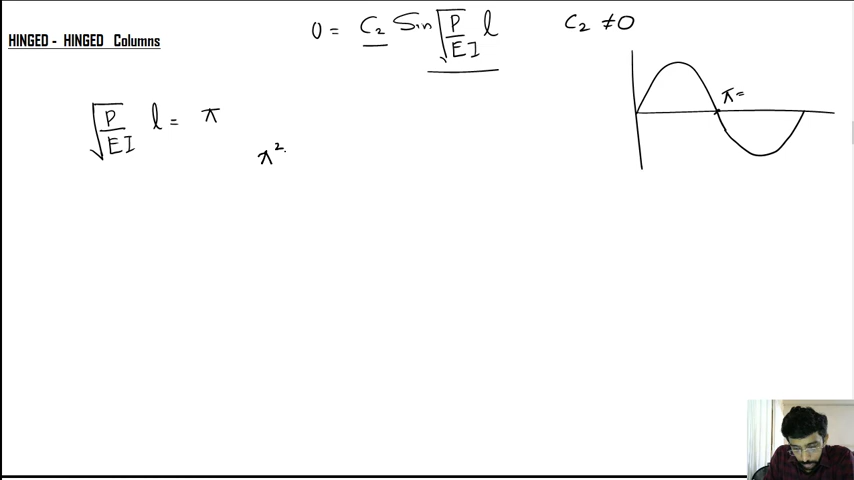 HINGED - HINGED Columns
0 = C₂ Sin √(P/EI) l C₂ ≠ 0
π =
√(P/EI) l = π
π²